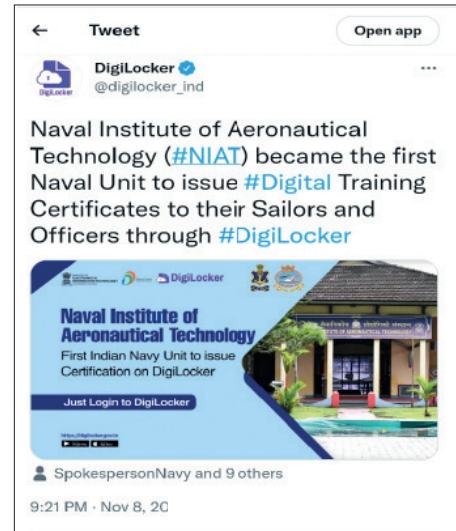 Tweet
Open app
DigiLocker
@digilocker_ind
Naval Institute of Aeronautical
Technology (#NIAT) became the first
Naval Unit to issue #Digital Training
Certificates to their Sailors and
Officers through #DigiLocker
DigiLocker
Naval Institute of
Aeronautical Technology
First Indian Navy Unit to issue
Certification on DigiLocker
Just Login to DigiLocker
SpokespersonNavy and 9 others
9:21 PM · Nov 8, 20